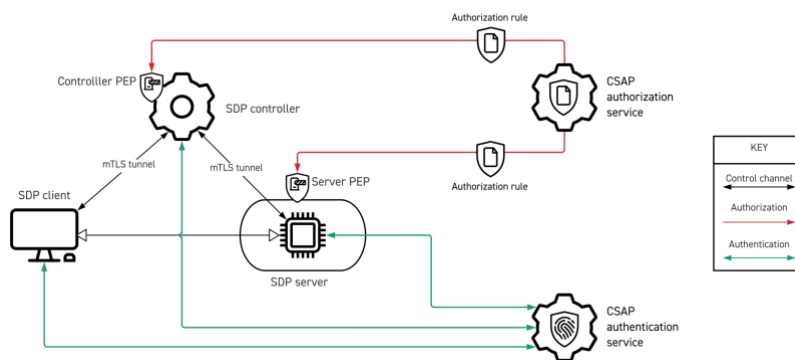 Authorization rule
Controlller PEP
SDP controller
CSAP
authorization
service
mTLS tunnel
mTLS tunnel
Server PEP
Authorization rule
SDP client
SDP server
CSAP
authentication
service
KEY
Control channel
Authorization
Authentication